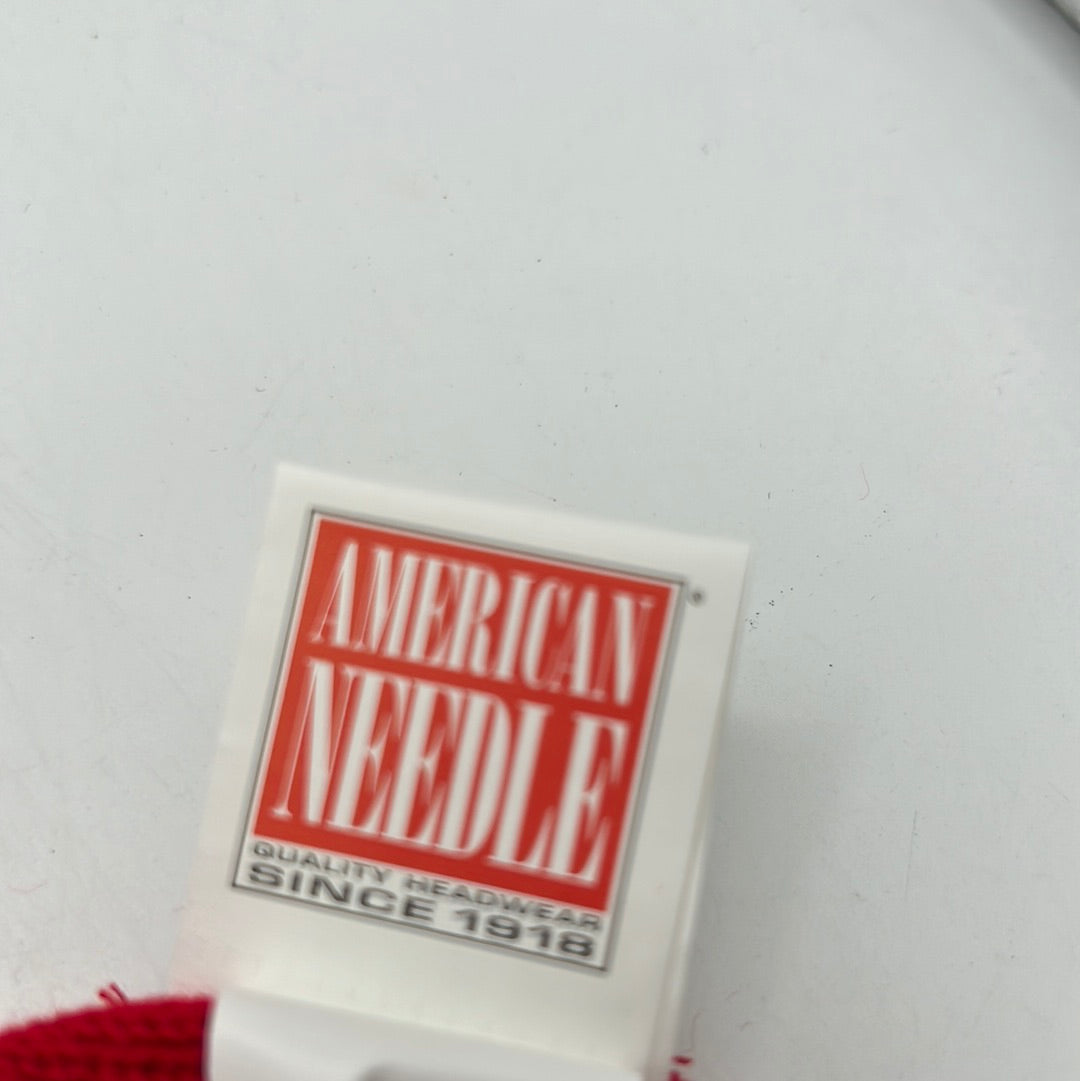 AMERICAN
NEEDLE
QUALITY HEADWEAR
SINCE 1918